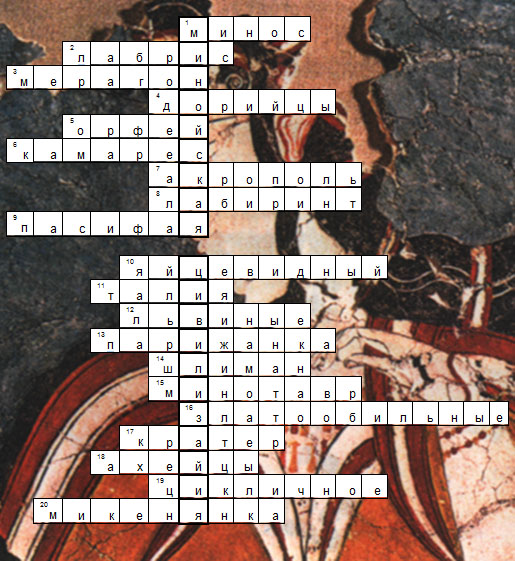 1 минос
2 лабрис
3 мерагон
4 дорийцы
5 орфей
6 камарес
7 акрополь
8 лабиринт
9 пасифая
10 яйцевидный
11 талия
12 львиные
13 парижанка
14 шлиман
15 минотавр
16 златообильные
17 кратер
18 ахейцы
19 цикличное
20 микенянка